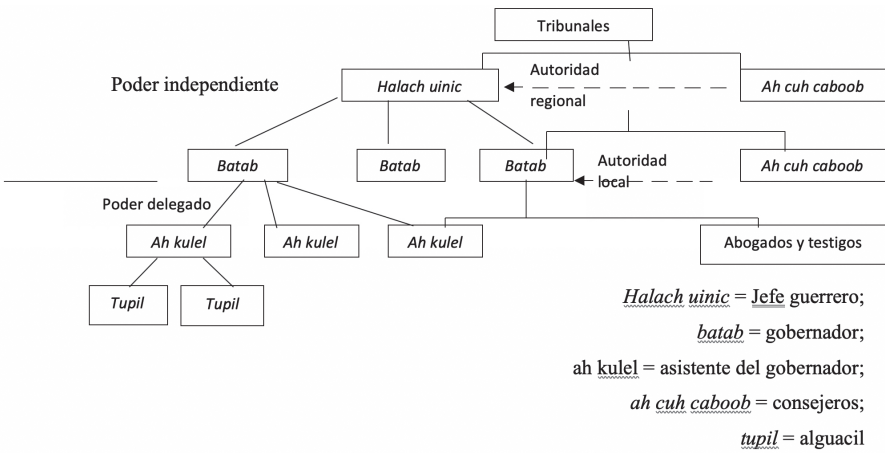 Tribunales
Poder independiente
Halach uinic
Autoridad
regional
Ah cuh caboob
Batab
Batab
Batab
Autoridad
local
Ah cuh caboob
Poder delegado
Ah kulel
Ah kulel
Ah kulel
Abogados y testigos
Tupil
Tupil
Halach uinic = Jefe guerrero;
batab = gobernador;
ah kulel = asistente del gobernador;
ah cuh caboob = consejeros;
tupil = alguacil